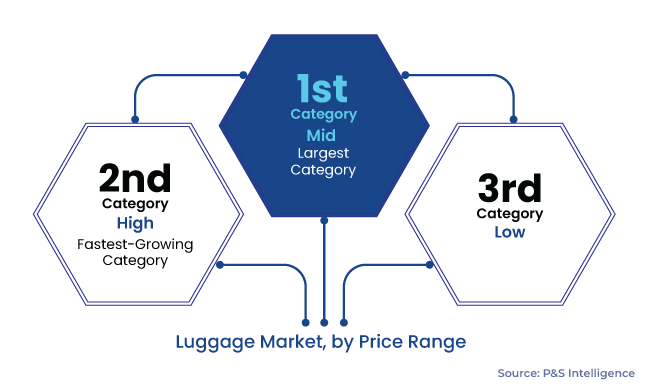 1st
Category
Mid
Largest
Category
2nd
Category
High
Fastest-Growing
Category
3rd
Category
Low
Luggage Market, by Price Range
Source: P&S Intelligence